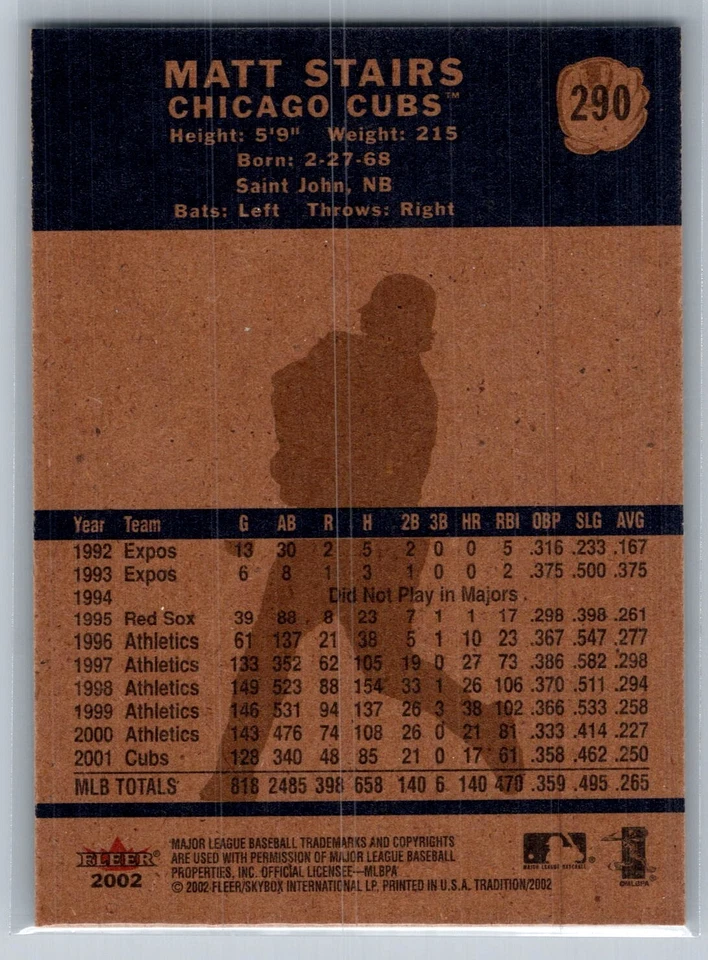 MATT STAIRS
290
CHICAGO CUBS™
Height: 5'9" Weight: 215
Born: 2-27-68
Saint John, NB
Bats: Left Throws: Right
Year Team G AB R H 2B 3B HR RBI OBP SLG AVG
1992 Expos 13 30 2 5 2 0 0 5 .316 .233 .167
1993 Expos 6 8 1 3 1 0 0 2 .375 .500 .375
1994 Did Not Play in Majors
1995 Red Sox 39 88 8 23 7 1 1 17 .298 .398 .261
1996 Athletics 61 137 21 38 5 1 10 23 .367 .547 .277
1997 Athletics 133 352 62 105 19 0 27 73 .386 .582 .298
1998 Athletics 149 523 88 154 33 1 26 106 .370 .511 .294
1999 Athletics 146 531 94 137 26 3 38 102 .366 .533 .258
2000 Athletics 143 476 74 108 26 0 21 81 .333 .414 .227
2001 Cubs 128 340 48 85 21 0 17 61 .358 .462 .250
MLB TOTALS 818 2485 398 658 140 6 140 470 .359 .495 .265
FLEER®
2002
MAJOR LEAGUE BASEBALL TRADEMARKS AND COPYRIGHTS
ARE USED WITH PERMISSION OF MAJOR LEAGUE BASEBALL
PROPERTIES, INC. OFFICIAL LICENSEE—MLBPA
© 2002 FLEER/SKYBOX INTERNATIONAL LP. PRINTED IN U.S.A. TRADITION/2002
MAJOR LEAGUE BASEBALL
©MLBPA